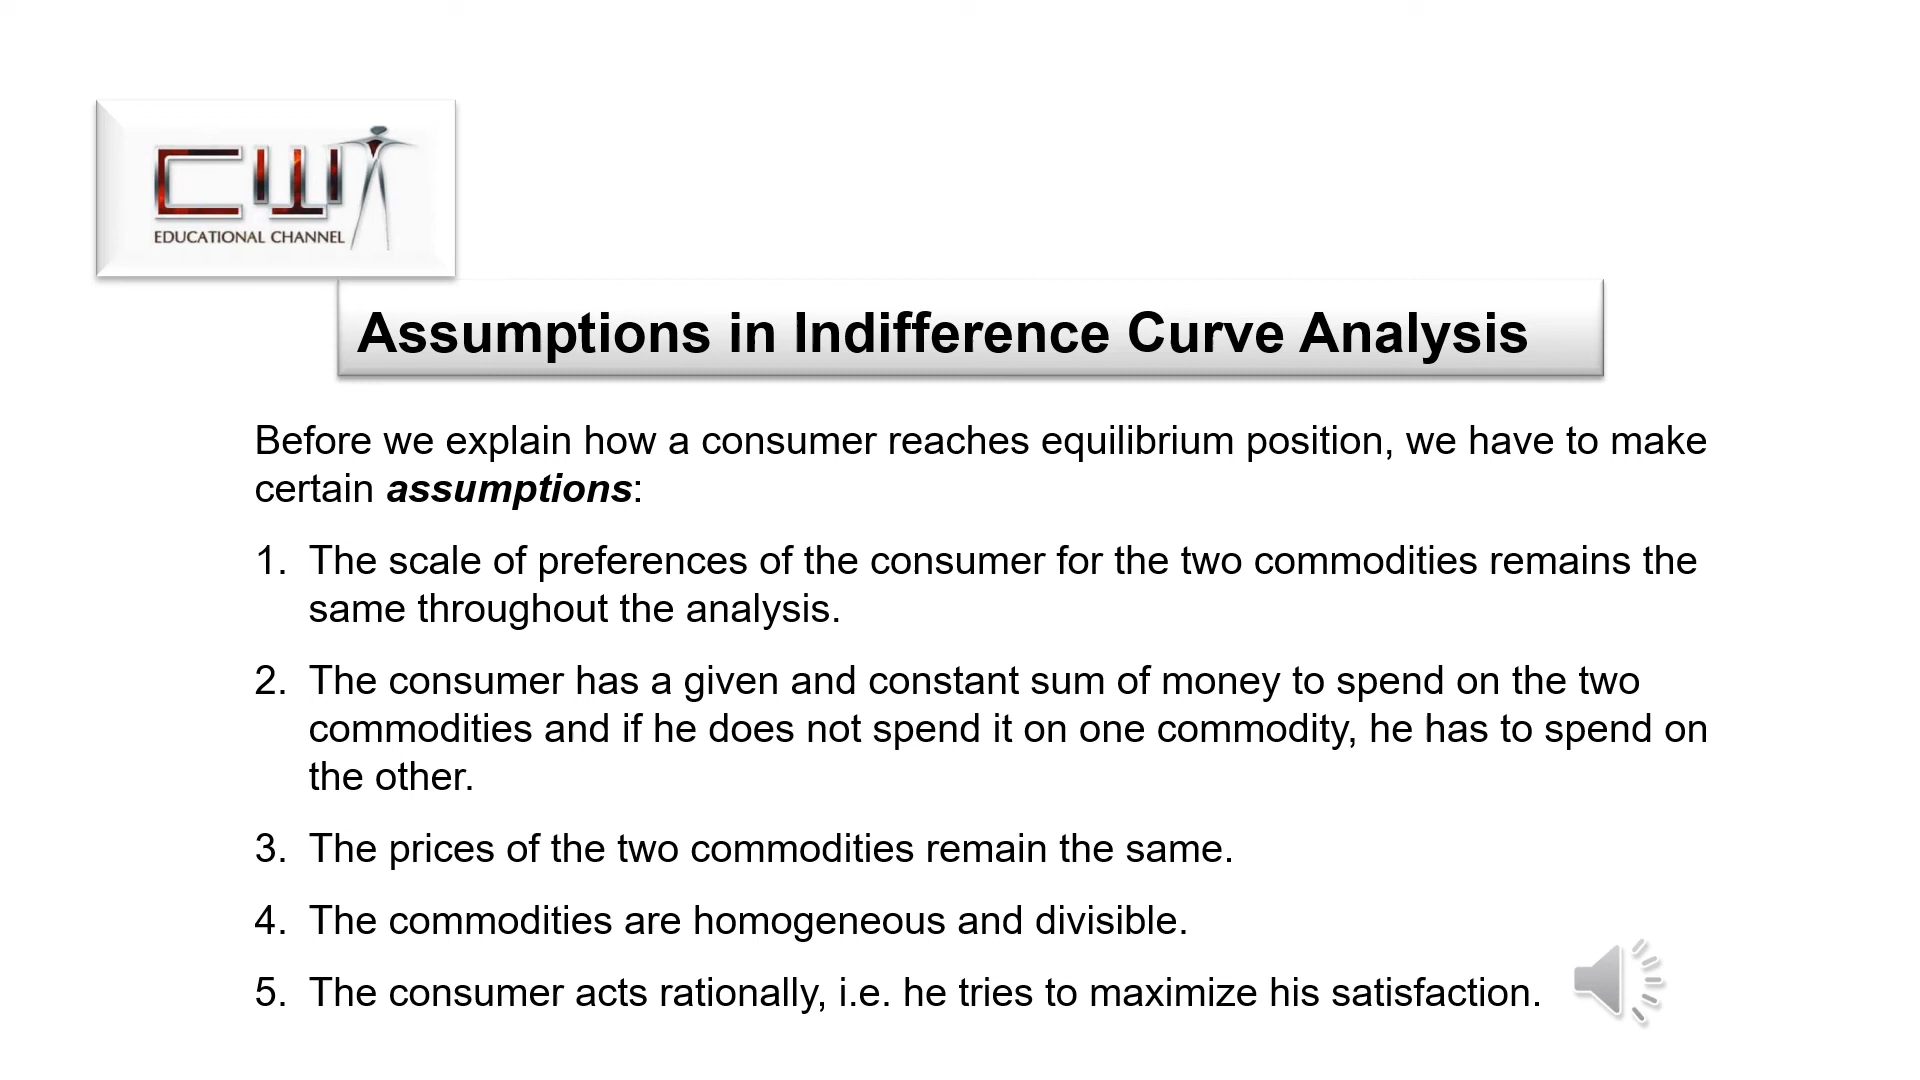 CWT
EDUCATIONAL CHANNEL
Assumptions in Indifference Curve Analysis
Before we explain how a consumer reaches equilibrium position, we have to make
certain assumptions:
1. The scale of preferences of the consumer for the two commodities remains the
same throughout the analysis.
2. The consumer has a given and constant sum of money to spend on the two
commodities and if he does not spend it on one commodity, he has to spend on
the other.
3. The prices of the two commodities remain the same.
4. The commodities are homogeneous and divisible.
5. The consumer acts rationally, i.e. he tries to maximize his satisfaction.